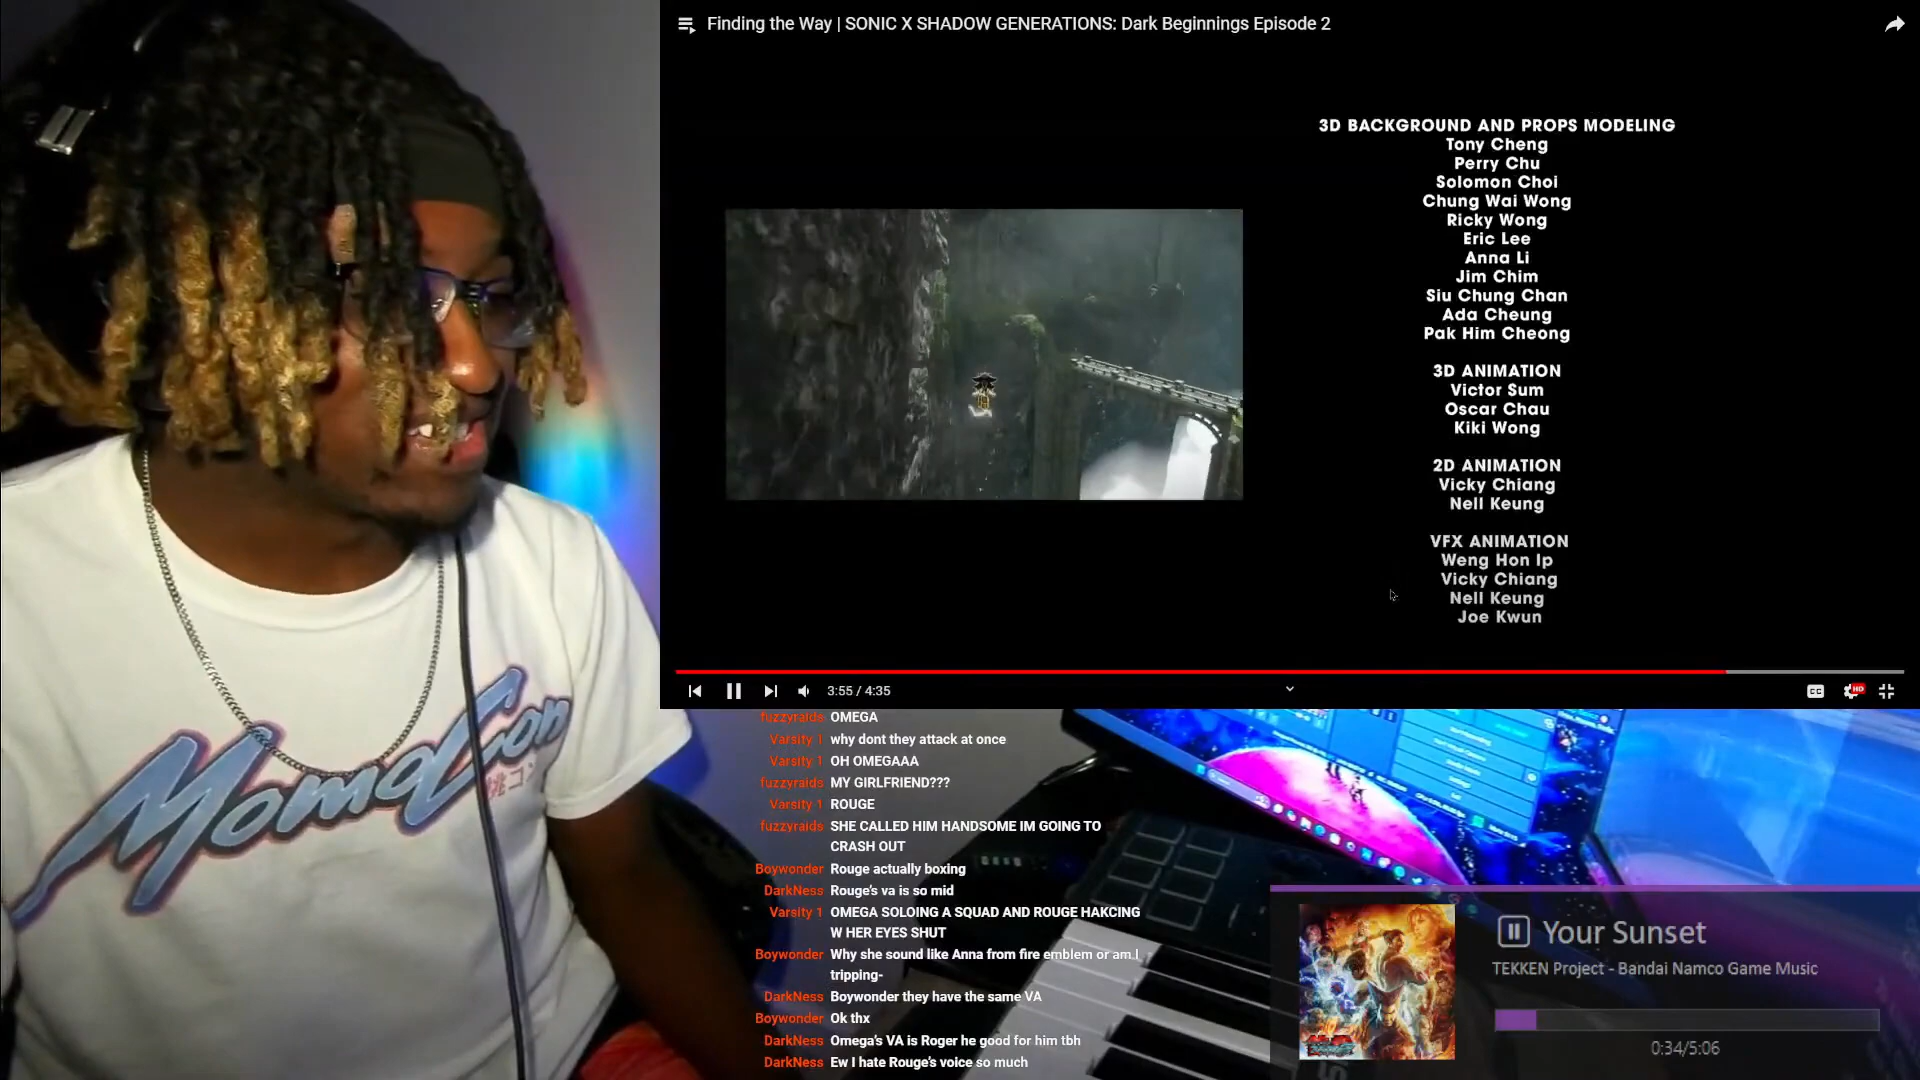 Finding the Way | SONIC X SHADOW GENERATIONS: Dark Beginnings Episode 2
3D BACKGROUND AND PROPS MODELING
Tony Cheng
Perry Chu
Solomon Choi
Chung Wai Wong
Ricky Wong
Eric Lee
Anna Li
Jim Chim
Siu Chung Chan
Ada Cheung
Pak Him Cheong
3D ANIMATION
Victor Sum
Oscar Chau
Kiki Wong
2D ANIMATION
Vicky Chiang
Nell Keung
VFX ANIMATION
Weng Hon Ip
Vicky Chiang
Nell Keung
Joe Kwun
3:55 / 4:35
CC
HD
MomoCon
fuzzyraids OMEGA
Varsity 1 why dont they attack at once
Varsity 1 OH OMEGAAA
fuzzyraids MY GIRLFRIEND???
Varsity 1 ROUGE
fuzzyraids SHE CALLED HIM HANDSOME IM GOING TO
CRASH OUT
Boywonder Rouge actually boxing
DarkNess Rouge's va is so mid
Varsity 1 OMEGA SOLOING A SQUAD AND ROUGE HAKCING
W HER EYES SHUT
Boywonder Why she sound like Anna from fire emblem or am I
tripping-
DarkNess Boywonder they have the same VA
Boywonder Ok thx
DarkNess Omega's VA is Roger he good for him tbh
DarkNess Ew I hate Rouge's voice so much
Your Sunset
TEKKEN Project - Bandai Namco Game Music
0:34/5:06